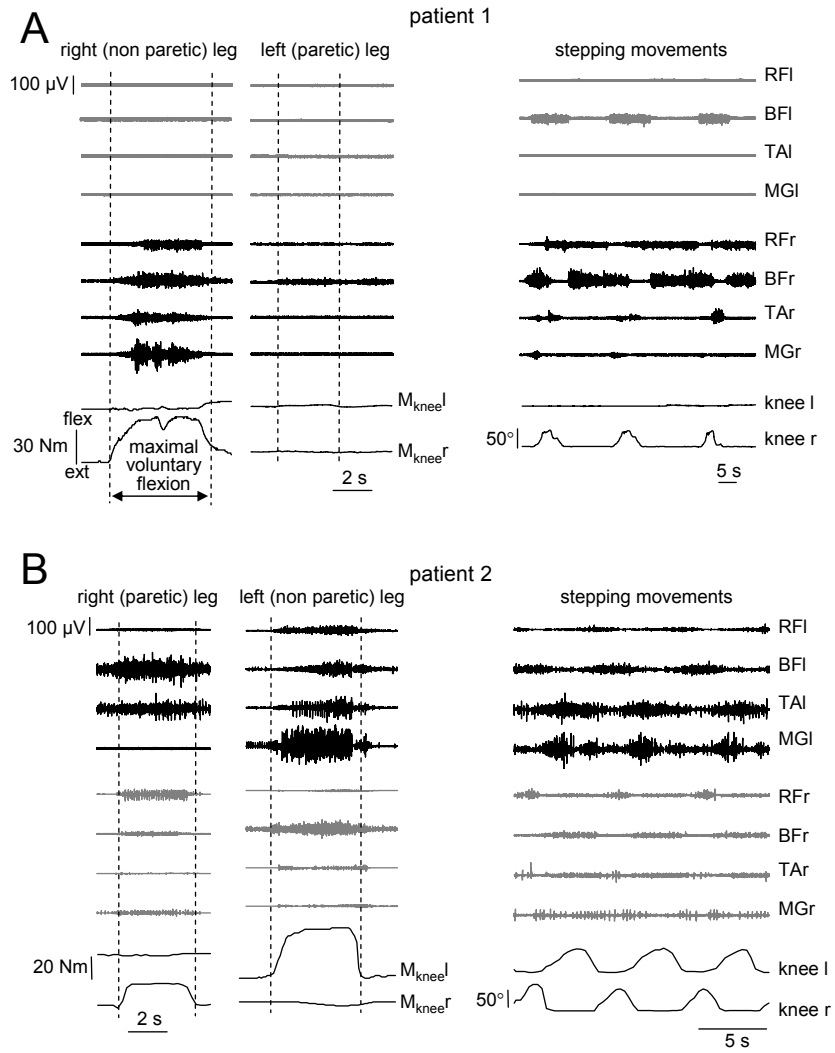 A
patient 1
right (non paretic) leg
left (paretic) leg
stepping movements
100 µV
RFl
BFl
TAl
MGl
RFr
BFr
TAr
MGr
flex
30 Nm
ext
maximal
voluntary
flexion
Mkneel
Mkneer
2 s
knee l
50°
knee r
5 s
B
patient 2
right (paretic) leg
left (non paretic) leg
stepping movements
100 µV
RFl
BFl
TAl
MGl
RFr
BFr
TAr
MGr
20 Nm
Mkneel
Mkneer
2 s
knee l
50°
knee r
5 s